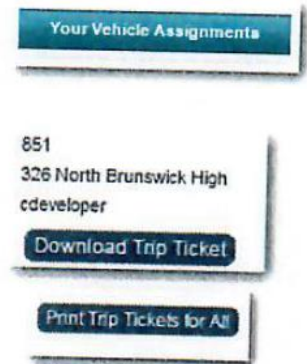 Your Vehicle Assignments
851
326 North Brunswick High
cdeveloper
Download Trip Ticket
Print Trip Tickets for All